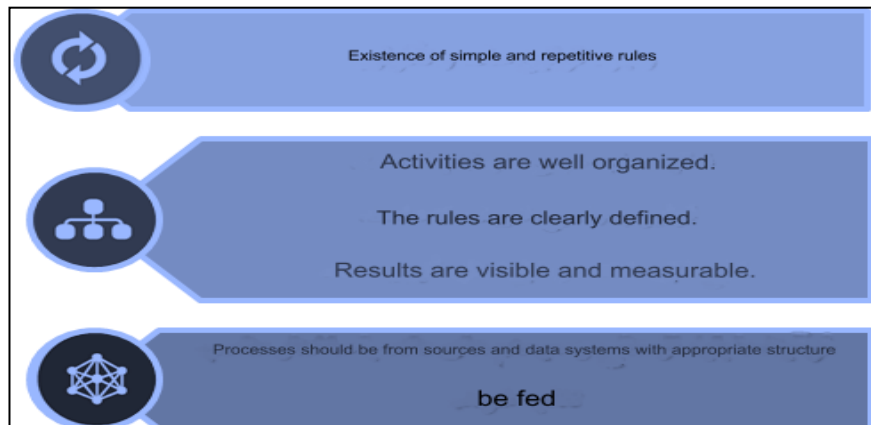 Existence of simple and repetitive rules
Activities are well organized.
The rules are clearly defined.
Results are visible and measurable.
Processes should be from sources and data systems with appropriate structure
be fed